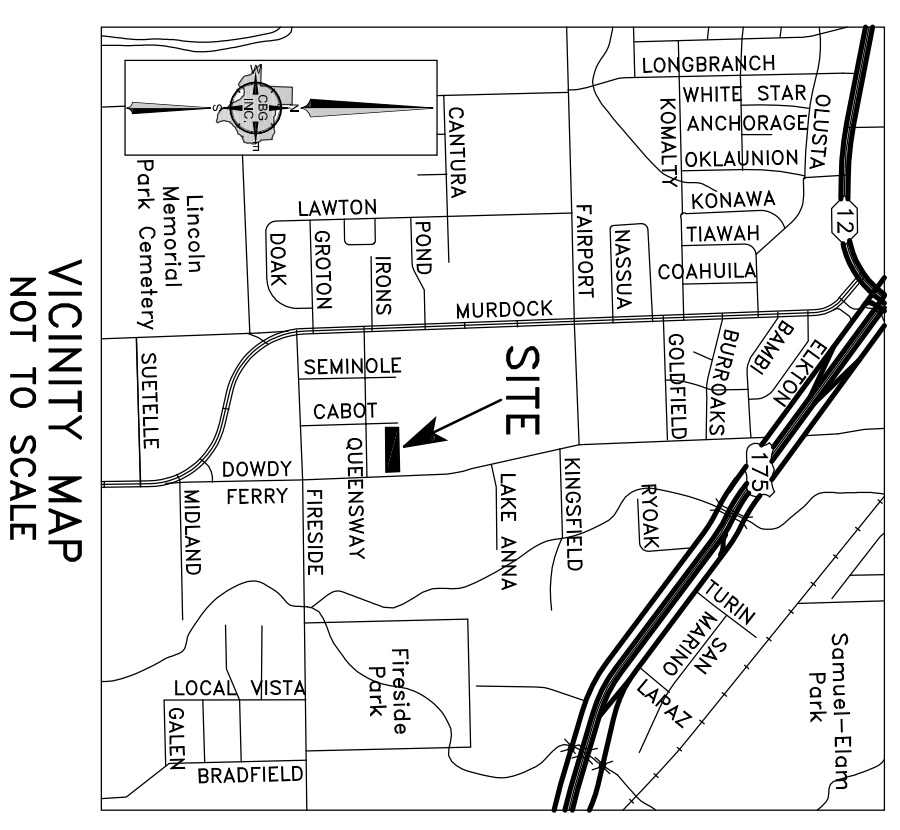 LONGBRANCH
WHITE STAR
ANCHORAGE
OKLAUNION
KOMALTY
OLUSTA
KONAWA
TIAWAH
COAHUILA
12
W
S
N
E
CBG
INC.
CANTURA
Lincoln
Memorial
Park Cemetery
LAWTON
DOAK
GROTON
IRONS
POND
FAIRPORT
NASSUA
MURDOCK
SUETELLE
SEMINOLE
CABOT
QUEENSWAY
SITE
GOLDFIELD
BURROAKS
BAMBI
ELKTON
175
DOWDY
FERRY
MIDLAND
FIRESIDE
LAKE ANNA
KINGSFIELD
RYOAK
TURIN
SAN
MARINO
LAPAZ
Samuel-Elam
Park
Fireside
Park
LOCAL VISTA
GALEN
BRADFIELD
VICINITY MAP
NOT TO SCALE